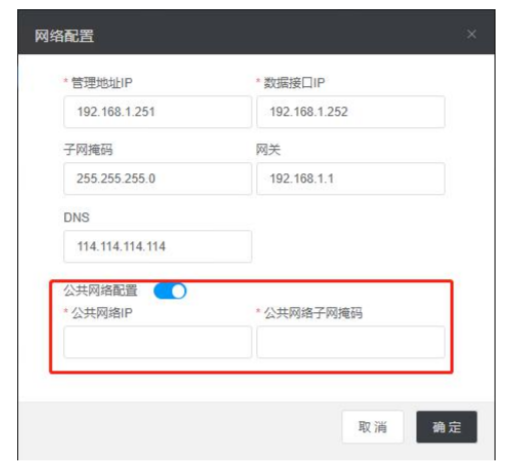 网络配置
* 管理地址IP * 数据接口IP
192.168.1.251 192.168.1.252
子网掩码 网关
255.255.255.0 192.168.1.1
DNS
114.114.114.114
公共网络配置
* 公共网络IP * 公共网络子网掩码
取消 确定